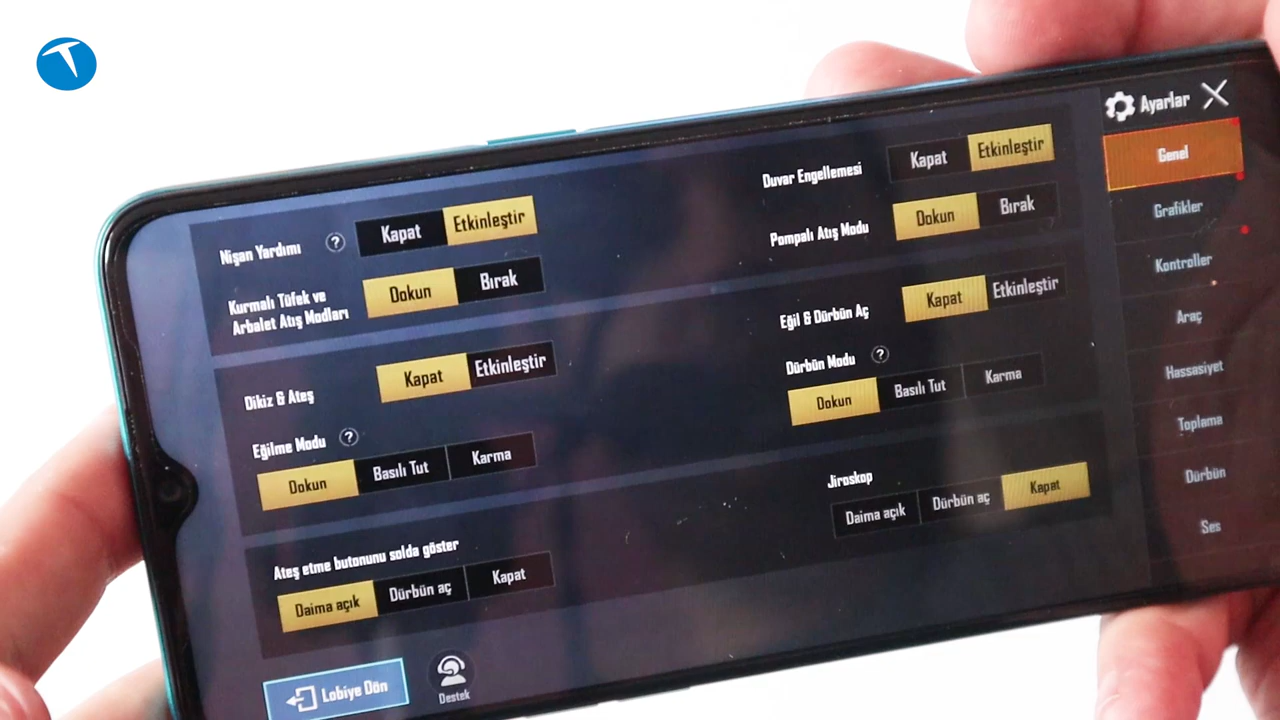 Nişan Yardımı
?
Kapat
Etkinleştir
Kurmalı Tüfek ve
Arbalet Atış Modları
Dokun
Bırak
Duvar Engellemesi
Kapat
Etkinleştir
Pompalı Atış Modu
Dokun
Bırak
Dikiz & Ateş
Kapat
Etkinleştir
Eğilme Modu
?
Dokun
Basılı Tut
Karma
Eğil & Dürbün Aç
Kapat
Etkinleştir
Dürbün Modu
?
Dokun
Basılı Tut
Karma
Ateş etme butonunu solda göster
Daima açık
Dürbün aç
Kapat
Jiroskop
Daima açık
Dürbün aç
Kapat
Lobiye Dön
Destek
Ayarlar
Genel
Grafikler
Kontroller
Araç
Hassasiyet
Toplama
Dürbün
Ses